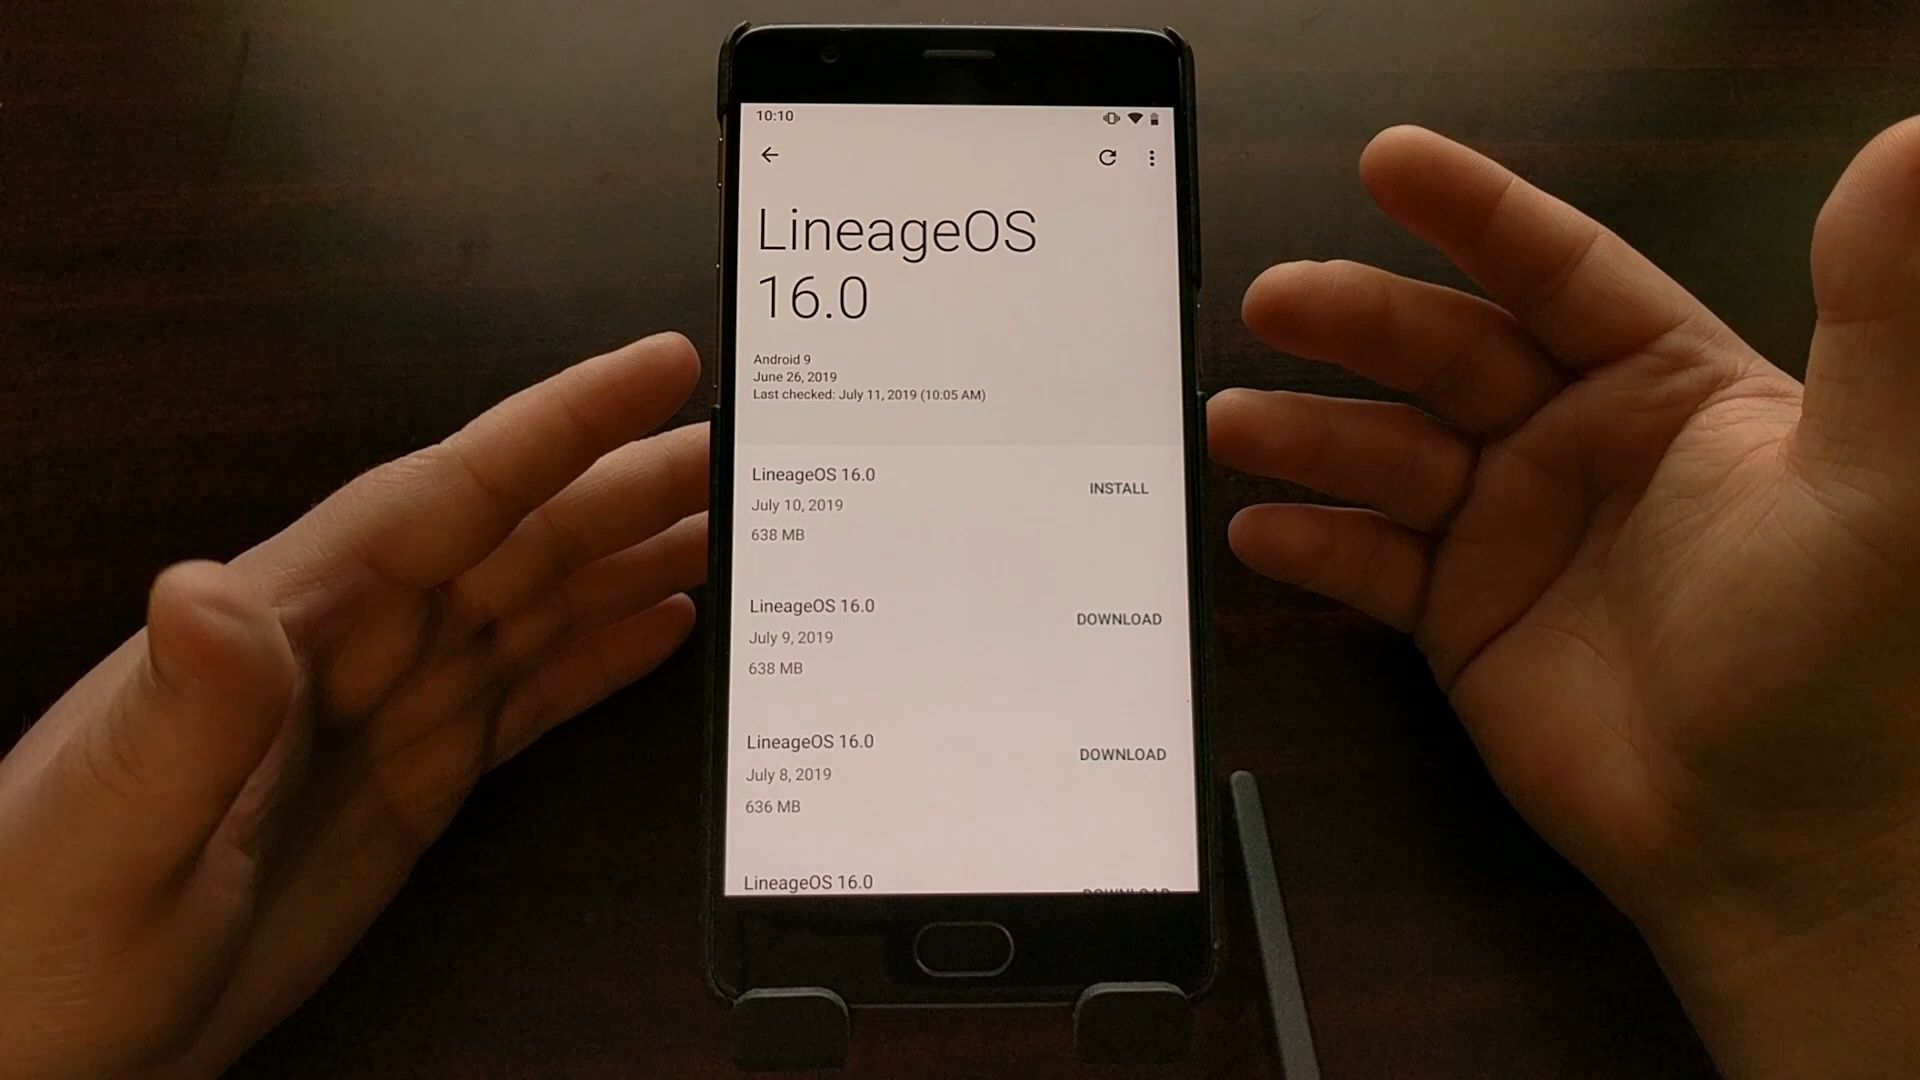 10:10
LineageOS
16.0
Android 9
June 26, 2019
Last checked: July 11, 2019 (10:05 AM)
LineageOS 16.0
INSTALL
July 10, 2019
638 MB
LineageOS 16.0
DOWNLOAD
July 9, 2019
638 MB
LineageOS 16.0
DOWNLOAD
July 8, 2019
636 MB
LineageOS 16.0
DOWNLOAD